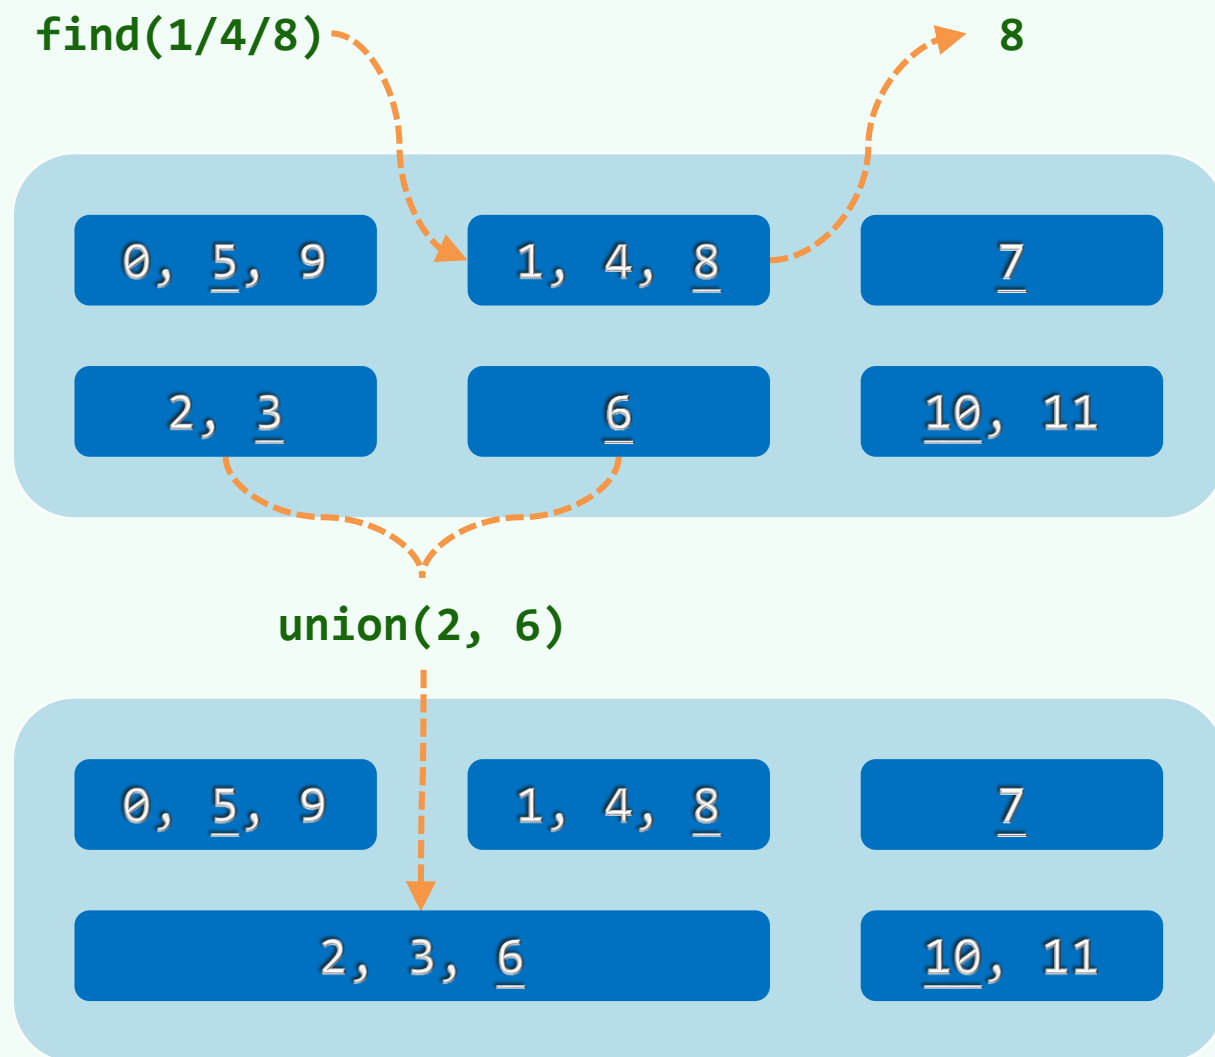 find(1/4/8) 8
0, 5, 9 1, 4, 8 7
2, 3 6 10, 11
union(2, 6)
0, 5, 9 1, 4, 8 7
2, 3, 6 10, 11